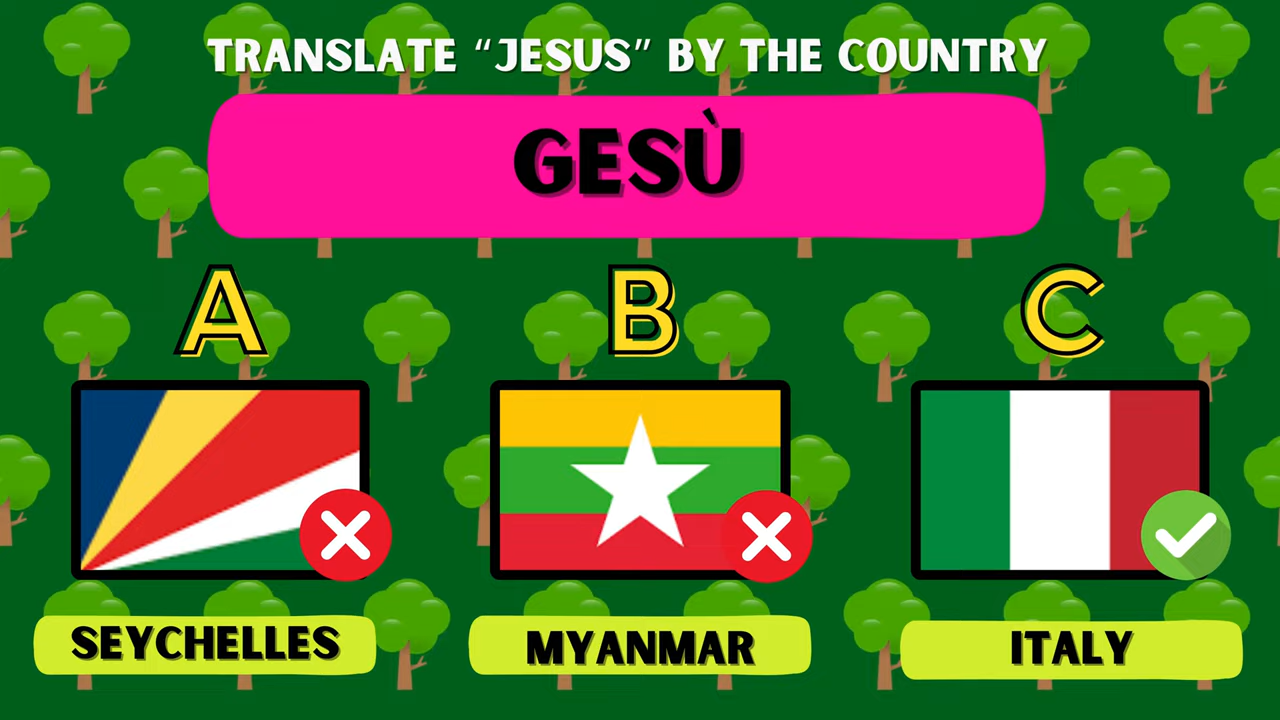 TRANSLATE “JESUS” BY THE COUNTRY
GESÙ
A B C
SEYCHELLES MYANMAR ITALY